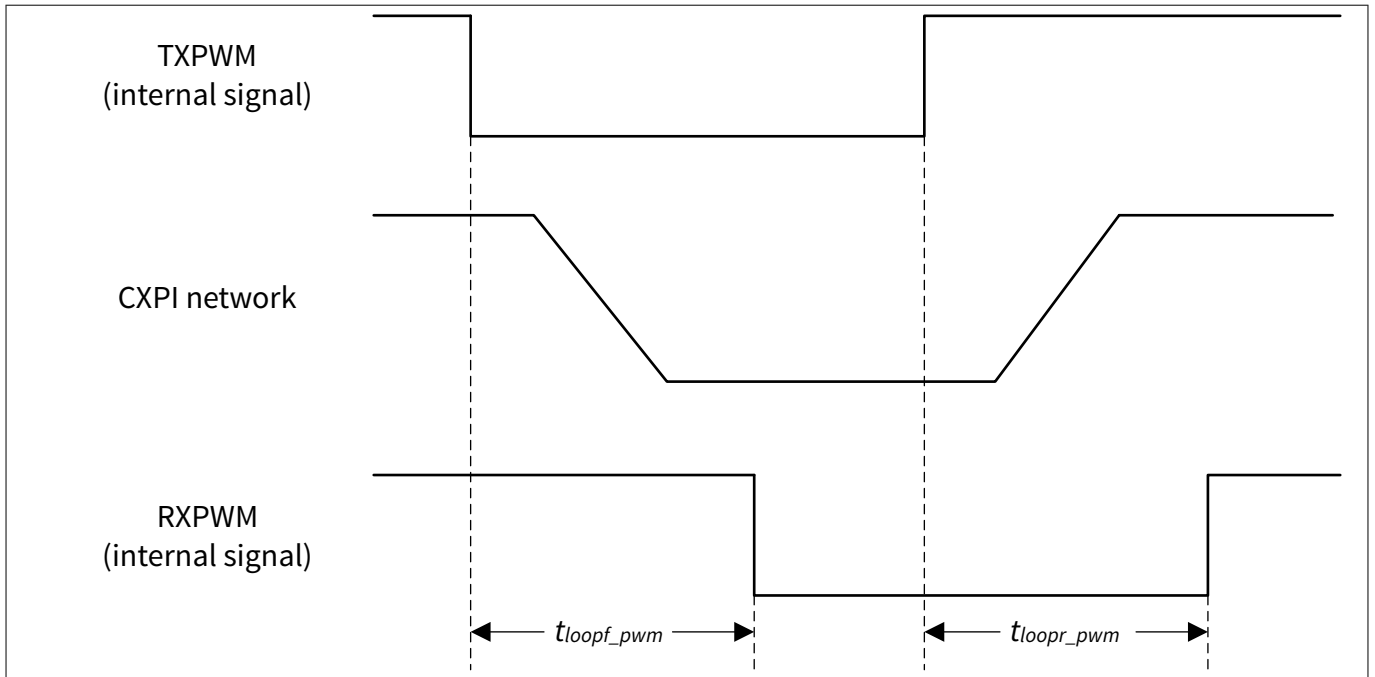 TXPWM
(internal signal)
CXPI network
RXPWM
(internal signal)
tloopf_pwm
tloopr_pwm